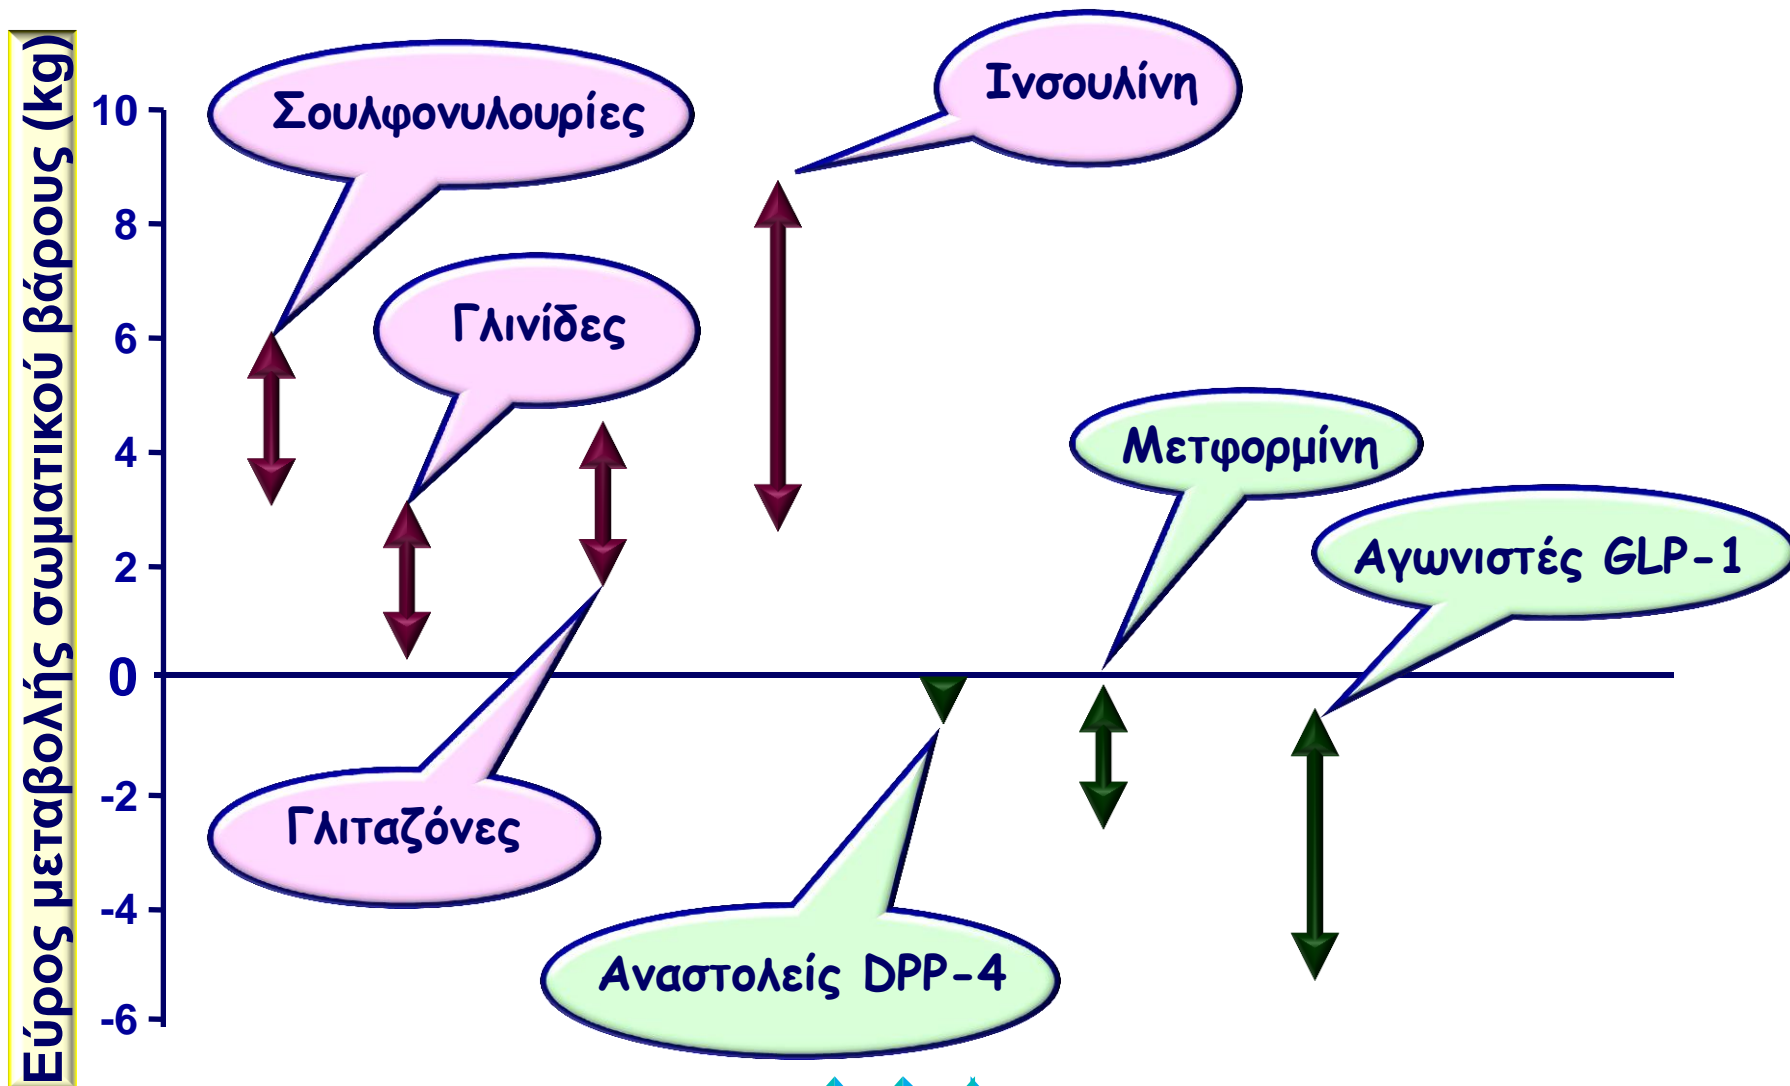 Εύρος μεταβολής σωματικού βάρους (kg)
10
8
6
4
2
0
-2
-4
-6
Σουλφονυλουρίες
Ινσουλίνη
Γλινίδες
Μετφορμίνη
Αγωνιστές GLP-1
Γλιταζόνες
Αναστολείς DPP-4